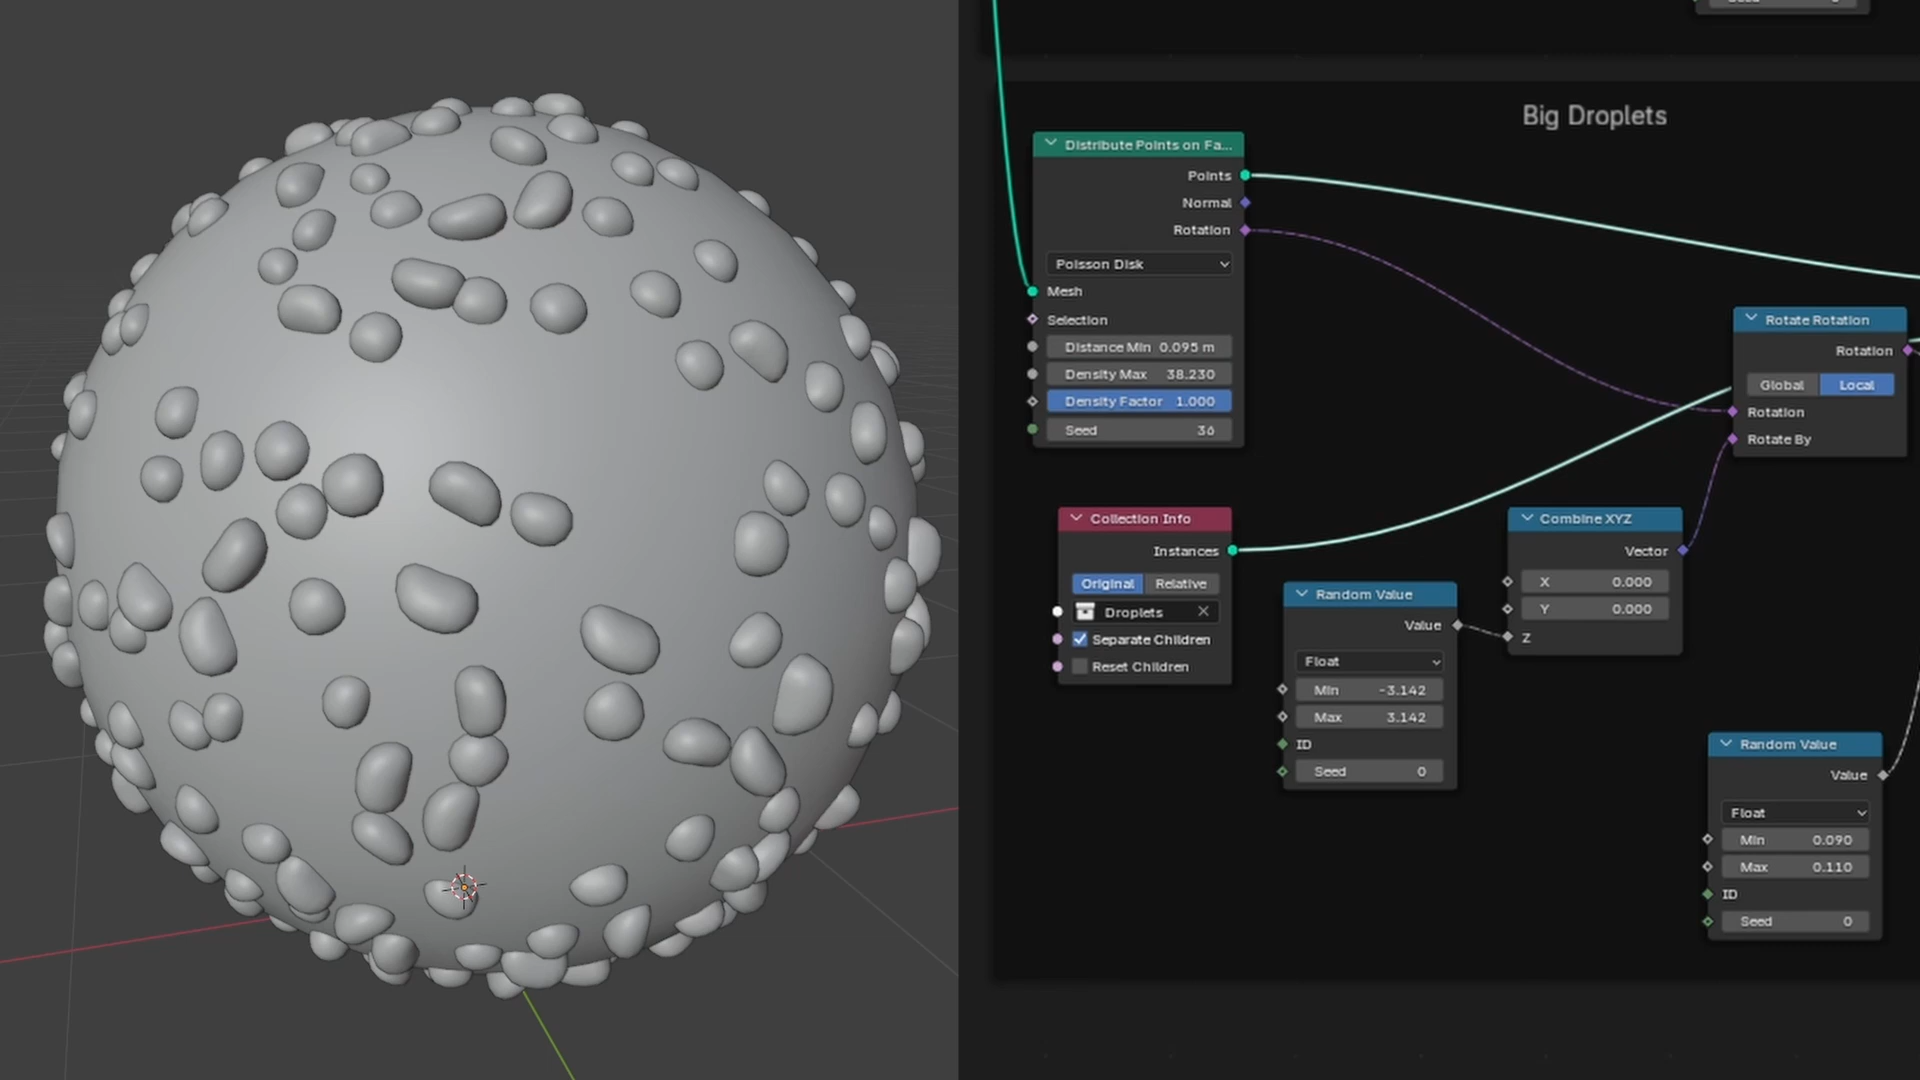 Big Droplets
Distribute Points on Fa...
Points
Normal
Rotation
Poisson Disk
Mesh
Selection
Distance Min 0.095 m
Density Max 38.230
Density Factor 1.000
Seed 36
Rotate Rotation
Rotation
Global Local
Rotation
Rotate By
Collection Info
Instances
Original Relative
Droplets
Separate Children
Reset Children
Random Value
Value
Float
Min -3.142
Max 3.142
ID
Seed 0
Combine XYZ
Vector
X 0.000
Y 0.000
Z
Random Value
Value
Float
Min 0.090
Max 0.110
ID
Seed 0